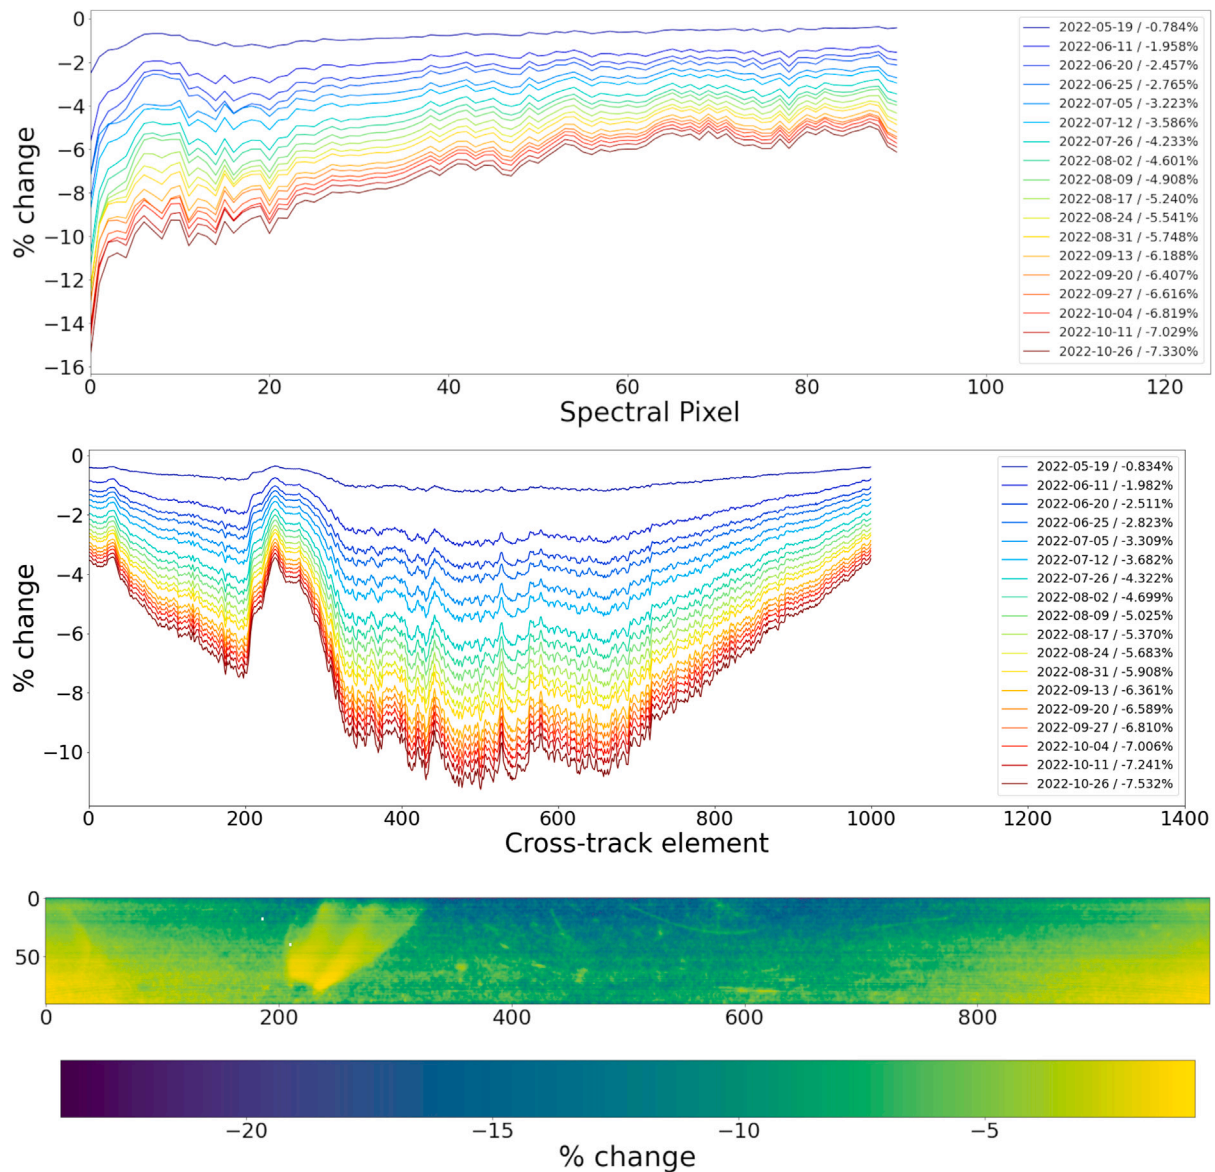 0
−2
−4
−6
−8
−10
−12
−14
−16
% change
0
20
40
60
80
100
120
Spectral Pixel
2022-05-19 / -0.784%
2022-06-11 / -1.958%
2022-06-20 / -2.457%
2022-06-25 / -2.765%
2022-07-05 / -3.223%
2022-07-12 / -3.586%
2022-07-26 / -4.233%
2022-08-02 / -4.601%
2022-08-09 / -4.908%
2022-08-17 / -5.240%
2022-08-24 / -5.541%
2022-08-31 / -5.748%
2022-09-13 / -6.188%
2022-09-20 / -6.407%
2022-09-27 / -6.616%
2022-10-04 / -6.819%
2022-10-11 / -7.029%
2022-10-26 / -7.330%
0
−2
−4
−6
−8
−10
% change
0
200
400
600
800
1000
1200
1400
Cross-track element
2022-05-19 / -0.834%
2022-06-11 / -1.982%
2022-06-20 / -2.511%
2022-06-25 / -2.823%
2022-07-05 / -3.309%
2022-07-12 / -3.682%
2022-07-26 / -4.322%
2022-08-02 / -4.699%
2022-08-09 / -5.025%
2022-08-17 / -5.370%
2022-08-24 / -5.683%
2022-08-31 / -5.908%
2022-09-13 / -6.361%
2022-09-20 / -6.589%
2022-09-27 / -6.810%
2022-10-04 / -7.006%
2022-10-11 / -7.241%
2022-10-26 / -7.532%
0
50
0
200
400
600
800
−20
−15
−10
−5
% change